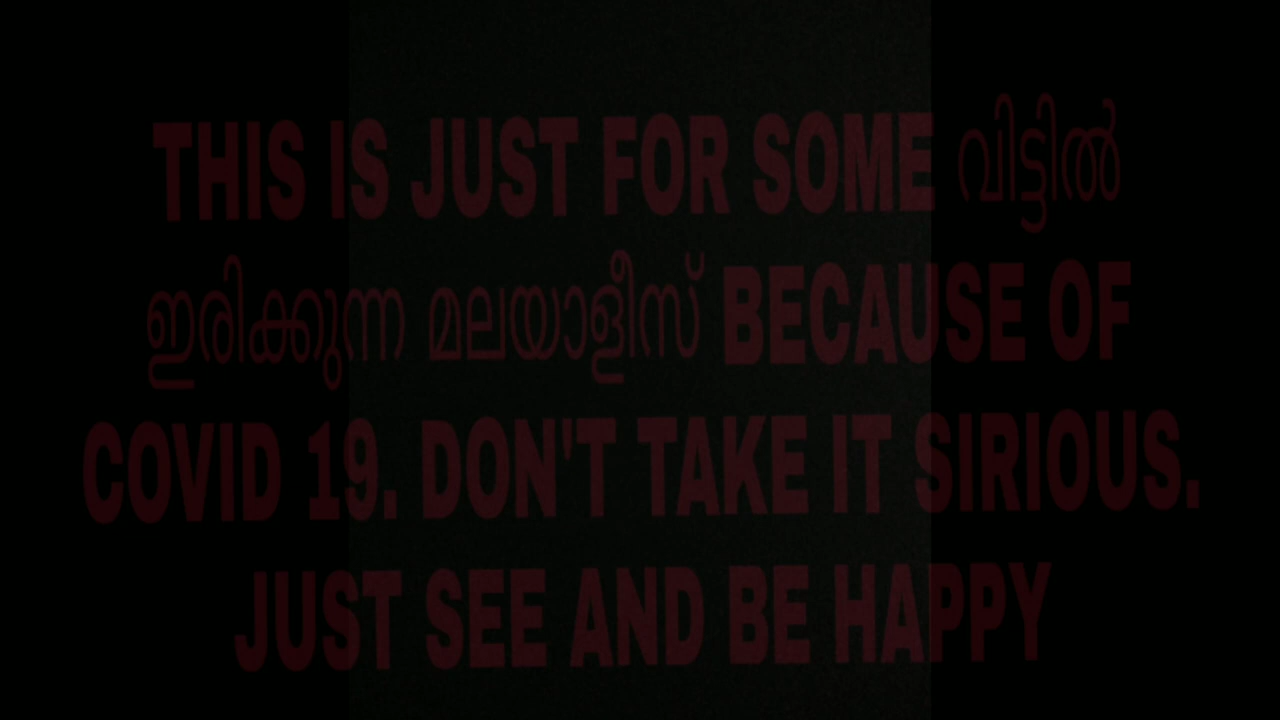 THIS IS JUST FOR SOME വിട്ടിൽ
ഇരിക്കുന്ന മലയാളീസ് BECAUSE OF
COVID 19. DON'T TAKE IT SIRIOUS.
JUST SEE AND BE HAPPY